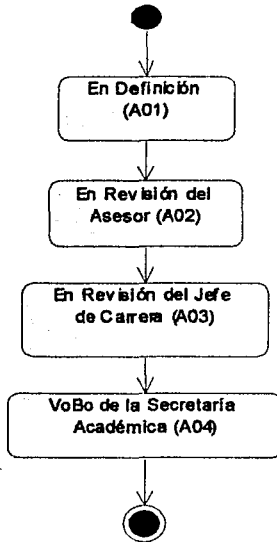 En Definición
(A01)
En Revisión del
Asesor (A02)
En Revisión del Jefe
de Carrera (A03)
VoBo de la Secretaría
Académica (A04)